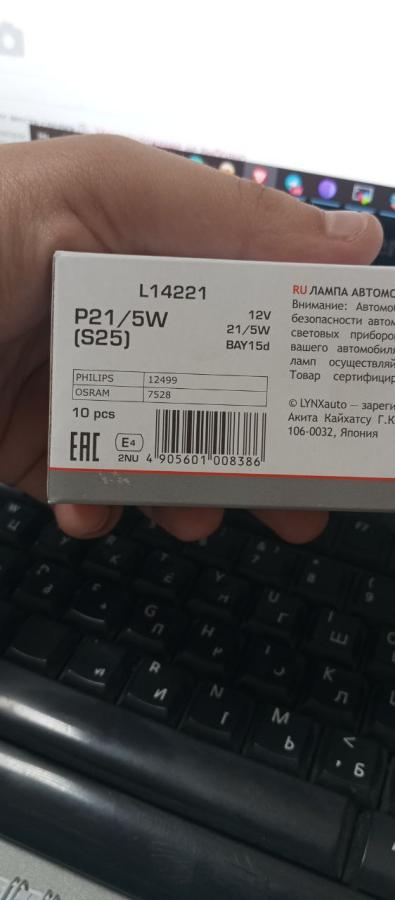 L14221
P21/5W
(S25)
12V
21/5W
BAY15d
PHILIPS 12499
OSRAM 7528
10 pcs
EAC
E4
2NU
4 905601 008386
RU ЛАМПА АВТОМО
Внимание: Автомо
безопасности автом
световых приборо
вашего автомобил
ламп осуществляй
Товар сертифицир
© LYNXauto — зареги
Акита Кайхатсу Г.К
106-0032, Япония